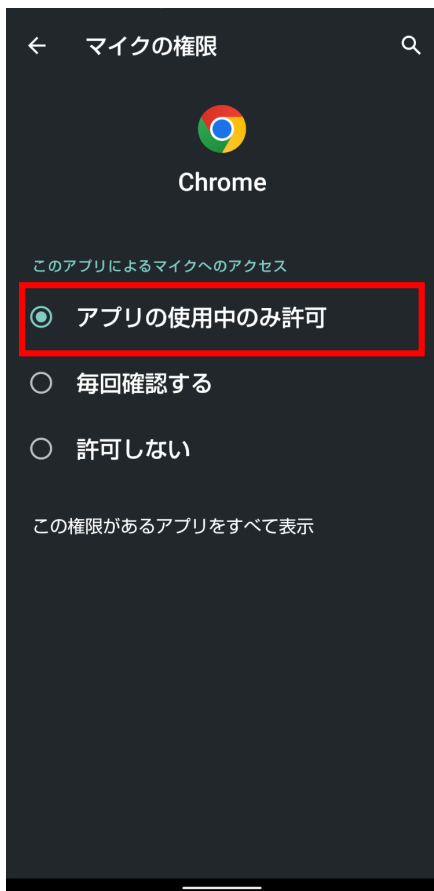 マイクの権限
Chrome
このアプリによるマイクへのアクセス
アプリの使用中のみ許可
毎回確認する
許可しない
この権限があるアプリをすべて表示